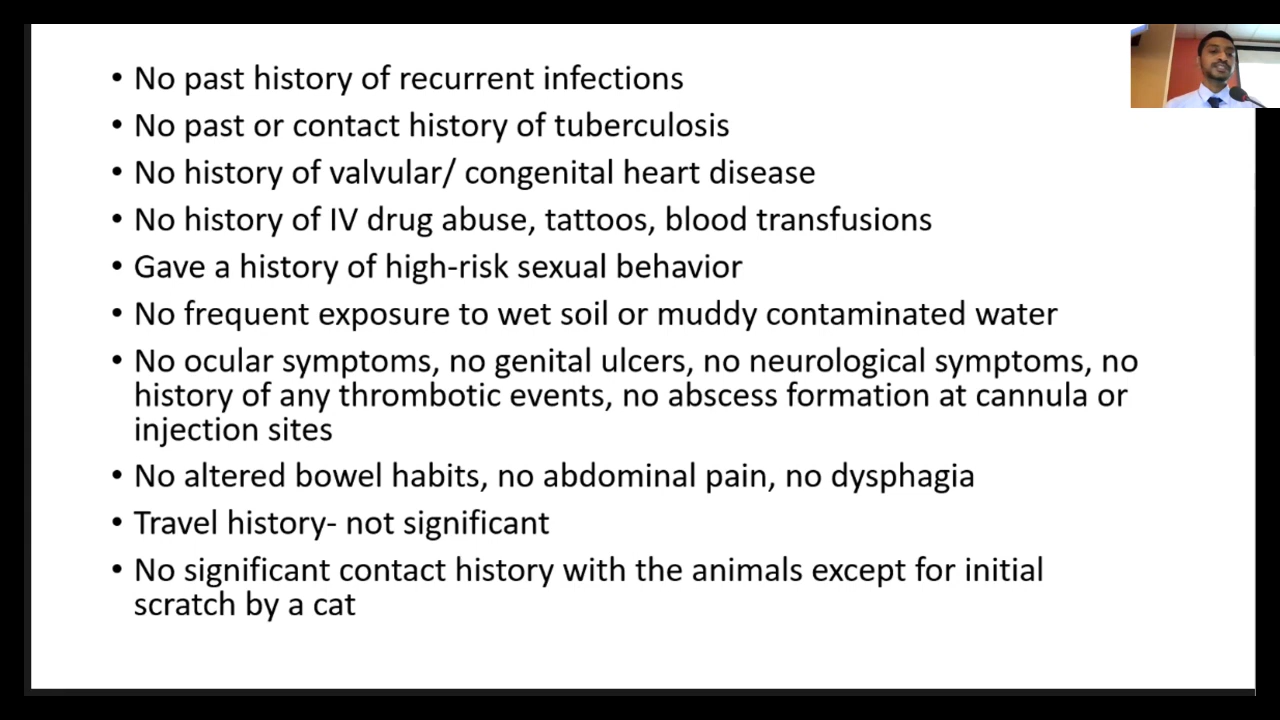 • No past history of recurrent infections
• No past or contact history of tuberculosis
• No history of valvular/ congenital heart disease
• No history of IV drug abuse, tattoos, blood transfusions
• Gave a history of high-risk sexual behavior
• No frequent exposure to wet soil or muddy contaminated water
• No ocular symptoms, no genital ulcers, no neurological symptoms, no
history of any thrombotic events, no abscess formation at cannula or
injection sites
• No altered bowel habits, no abdominal pain, no dysphagia
• Travel history- not significant
• No significant contact history with the animals except for initial
scratch by a cat